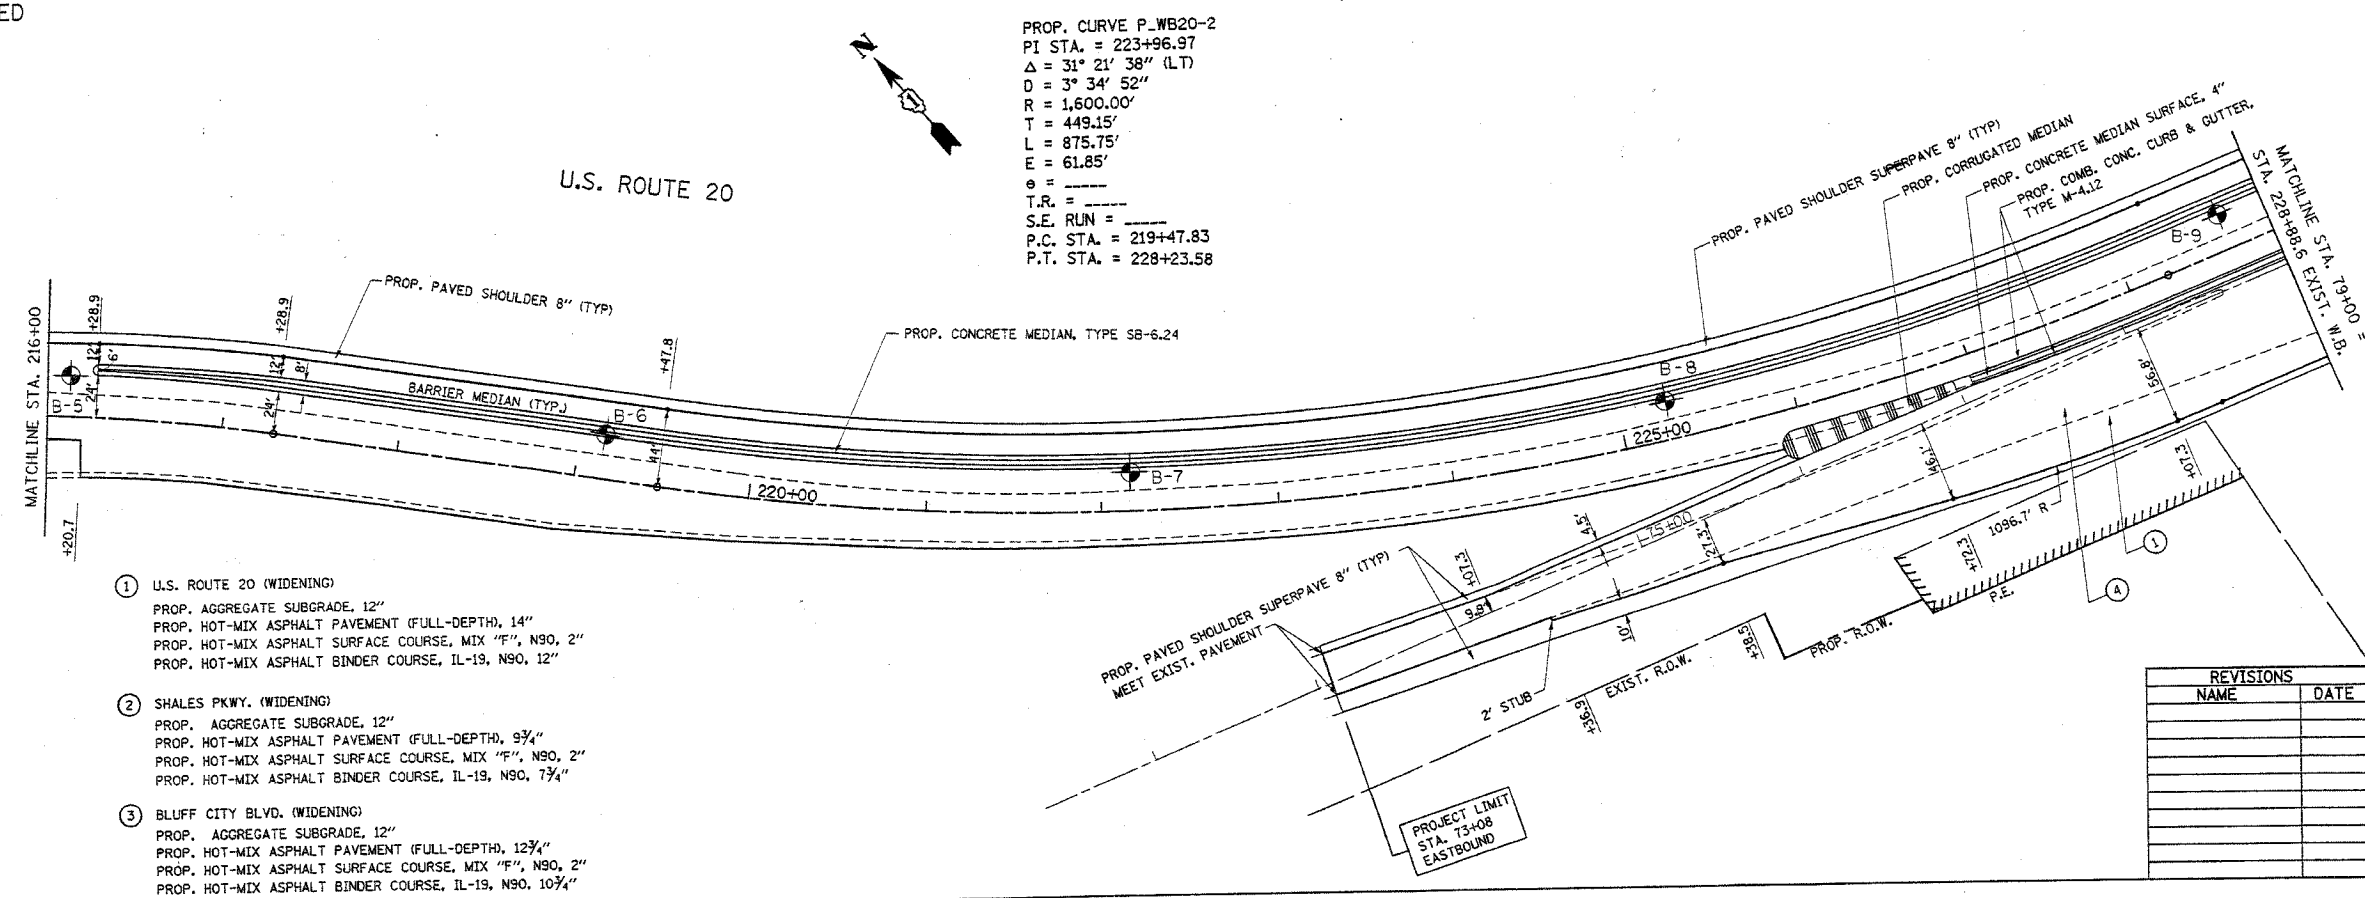 ED
N
1
PROP. CURVE P_WB20-2
PI STA. = 223+96.97
Δ = 31° 21' 38" (LT)
D = 3° 34' 52"
R = 1,600.00'
T = 449.15'
L = 875.75'
E = 61.85'
e = _____
T.R. = _____
S.E. RUN = _____
P.C. STA. = 219+47.83
P.T. STA. = 228+23.58
U.S. ROUTE 20
MATCHLINE STA. 216+00
+28.9
12'
6'
24'
B-5
+20.7
+28.9
12'
8'
24'
PROP. PAVED SHOULDER 8" (TYP)
BARRIER MEDIAN (TYP.)
B-6
+47.8
44'
PROP. CONCRETE MEDIAN, TYPE SB-6.24
220+00
B-7
B-8
225+00
PROP. PAVED SHOULDER SUPERPAVE 8" (TYP)
PROP. CORRUGATED MEDIAN
PROP. CONCRETE MEDIAN SURFACE, 4"
PROP. COMB. CONC. CURB & GUTTER,
TYPE M-4.12
B-9
MATCHLINE STA. 79+00 =
STA. 228+88.6 EXIST. W.B.
56.8'
46.1'
+07.3
1096.7' R
+72.3
1
4
P.E.
75+00
4.5'
27.3'
+07.3
9.8'
10'
PROP. PAVED SHOULDER SUPERPAVE 8" (TYP)
MEET EXIST. PAVEMENT
2' STUB
+36.9
EXIST. R.O.W.
+38.5
PROP. R.O.W.
PROJECT LIMIT
STA. 73+08
EASTBOUND
1 U.S. ROUTE 20 (WIDENING)
PROP. AGGREGATE SUBGRADE, 12"
PROP. HOT-MIX ASPHALT PAVEMENT (FULL-DEPTH), 14"
PROP. HOT-MIX ASPHALT SURFACE COURSE, MIX "F", N90, 2"
PROP. HOT-MIX ASPHALT BINDER COURSE, IL-19, N90, 12"
2 SHALES PKWY. (WIDENING)
PROP. AGGREGATE SUBGRADE, 12"
PROP. HOT-MIX ASPHALT PAVEMENT (FULL-DEPTH), 9¾"
PROP. HOT-MIX ASPHALT SURFACE COURSE, MIX "F", N90, 2"
PROP. HOT-MIX ASPHALT BINDER COURSE, IL-19, N90, 7¾"
3 BLUFF CITY BLVD. (WIDENING)
PROP. AGGREGATE SUBGRADE, 12"
PROP. HOT-MIX ASPHALT PAVEMENT (FULL-DEPTH), 12¾"
PROP. HOT-MIX ASPHALT SURFACE COURSE, MIX "F", N90, 2"
PROP. HOT-MIX ASPHALT BINDER COURSE, IL-19, N90, 10¾"
REVISIONS
NAME DATE